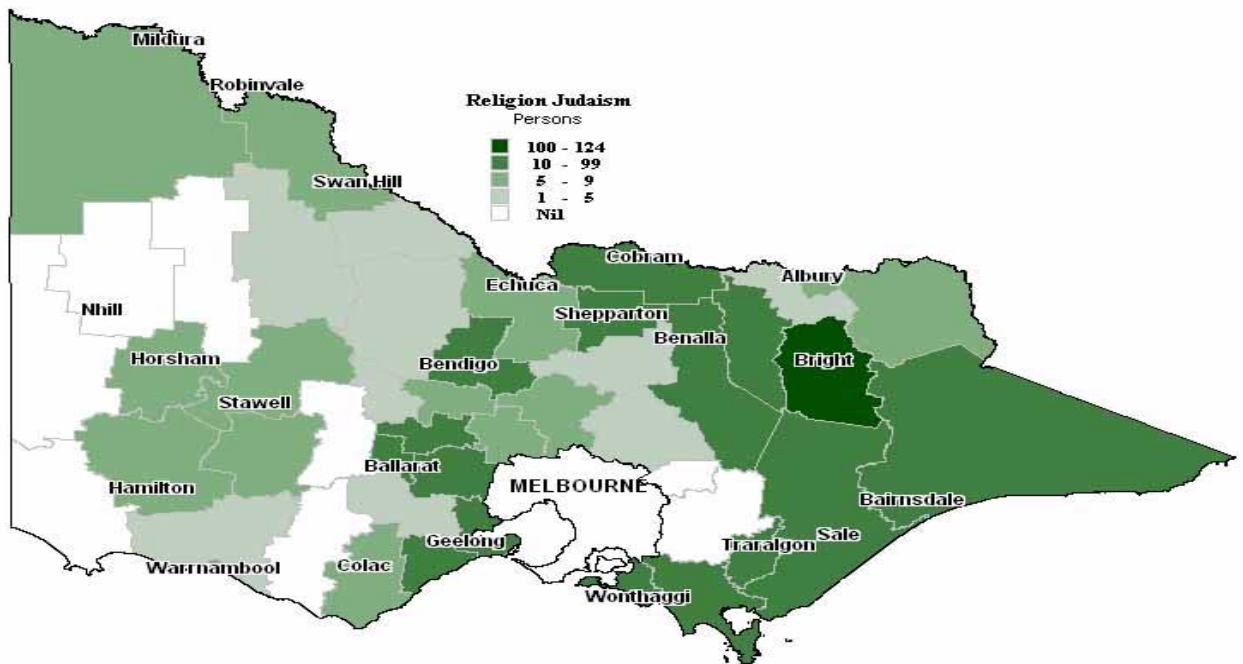 Mildura
Robinvale
Religion Judaism
Persons
100 - 124
10 - 99
5 - 9
1 - 5
Nil
Swan Hill
Cobram
Albury
Echuca
Nhill
Shepparton
Benalla
Horsham
Bendigo
Bright
Stawell
Ballarat
Hamilton
MELBOURNE
Bairnsdale
Geelong
Traralgon
Sale
Warrnambool
Colac
Wonthaggi